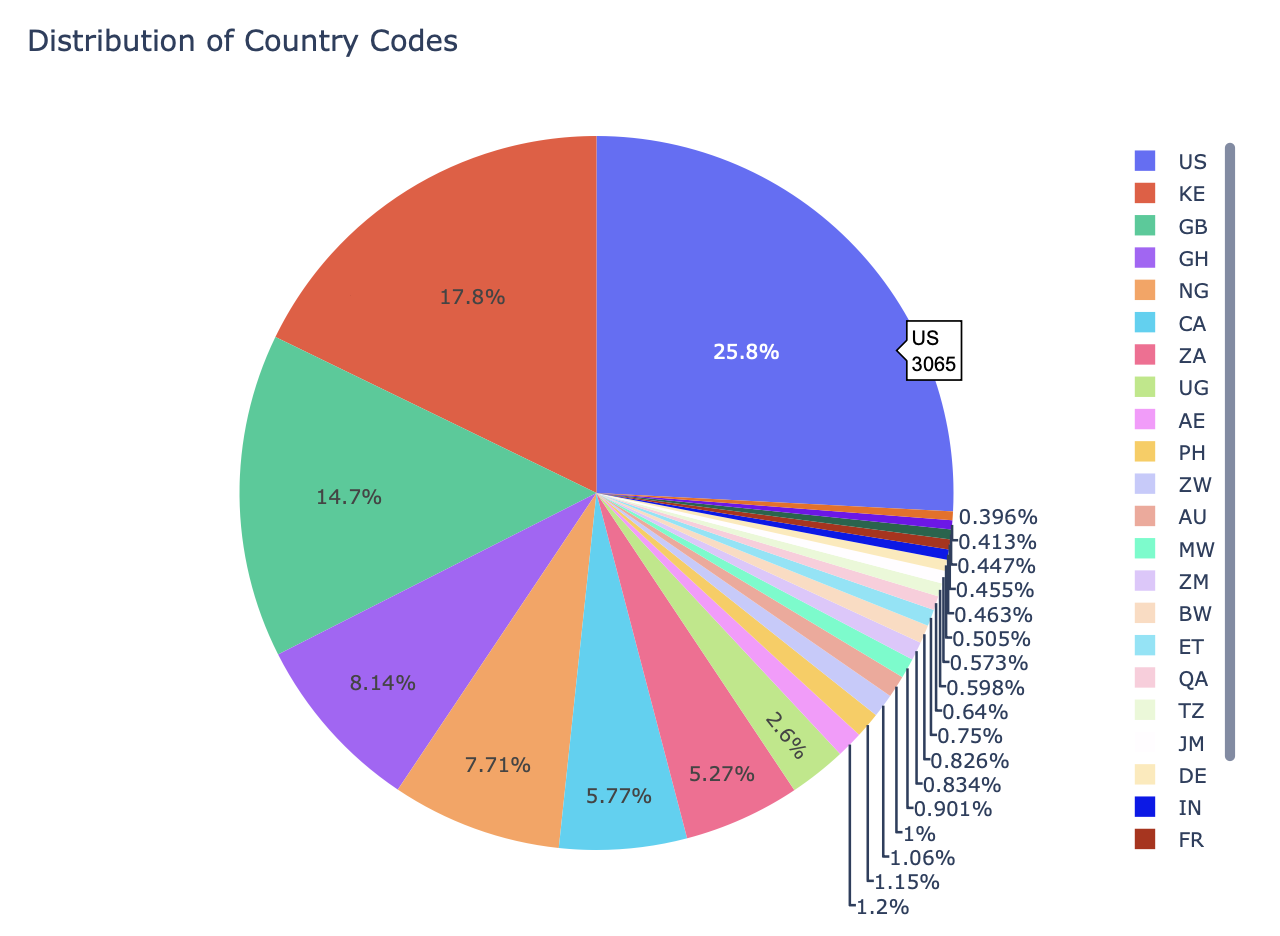 Distribution of Country Codes
25.8%
US
3065
17.8%
14.7%
8.14%
7.71%
5.77%
5.27%
2.6%
0.396%
0.413%
0.447%
0.455%
0.463%
0.505%
0.573%
0.598%
0.64%
0.75%
0.826%
0.834%
0.901%
1%
1.06%
1.15%
1.2%
US
KE
GB
GH
NG
CA
ZA
UG
AE
PH
ZW
AU
MW
ZM
BW
ET
QA
TZ
JM
DE
IN
FR